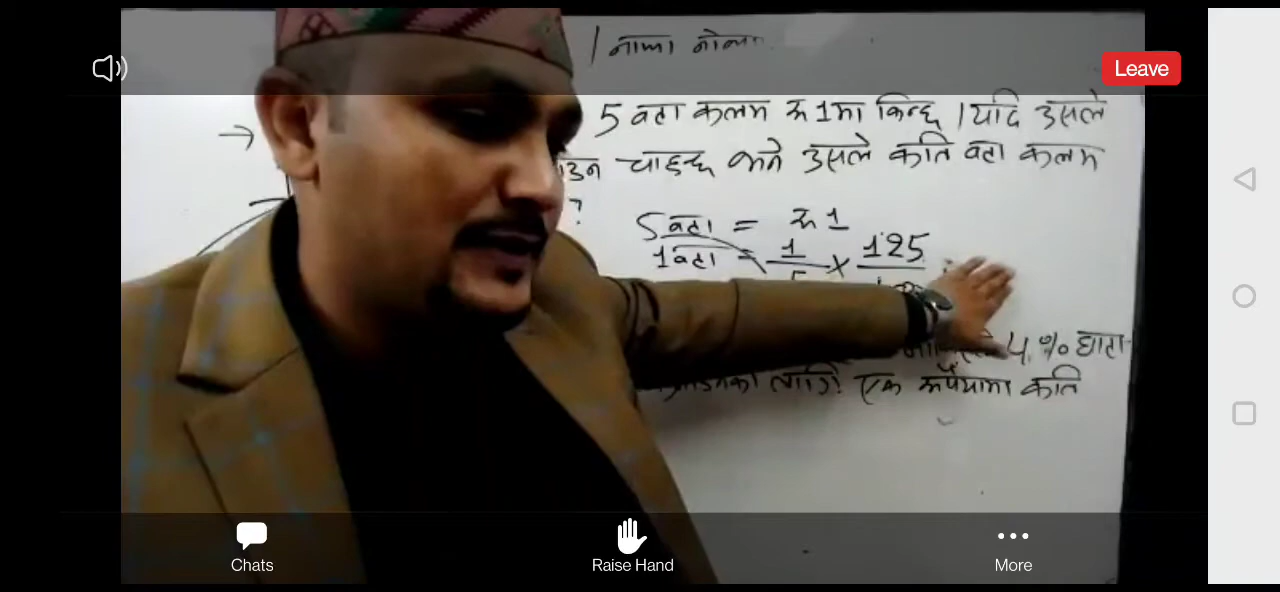 नाफा नोक्सा
Leave
5 वटा कलम रु 1 मा किन्छ । यदि उसले
उन चाहन्छ भने उसले कति वटा कलम
?
5 वटा = रु 1
1 वटा = 1/5 × 125
4 % घाटा
लागि एक रूपैयामा कति
Chats
Raise Hand
More